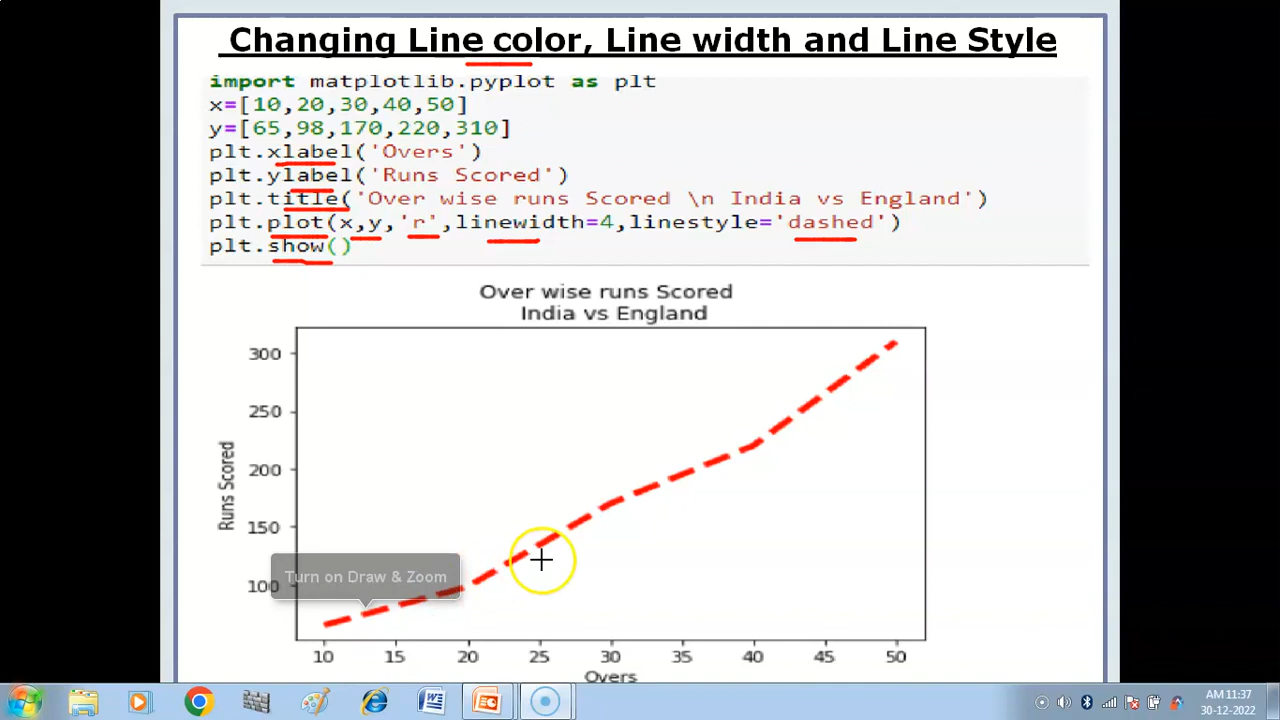 Changing Line color, Line width and Line Style
import matplotlib.pyplot as plt
x=[10,20,30,40,50]
y=[65,98,170,220,310]
plt.xlabel('Overs')
plt.ylabel('Runs Scored')
plt.title('Over wise runs Scored \n India vs England')
plt.plot(x,y,'r',linewidth=4,linestyle='dashed')
plt.show()
Over wise runs Scored
India vs England
300
250
200
150
100
Runs Scored
Turn on Draw & Zoom
10 15 20 25 30 35 40 45 50
Overs
AM 11:37
30-12-2022